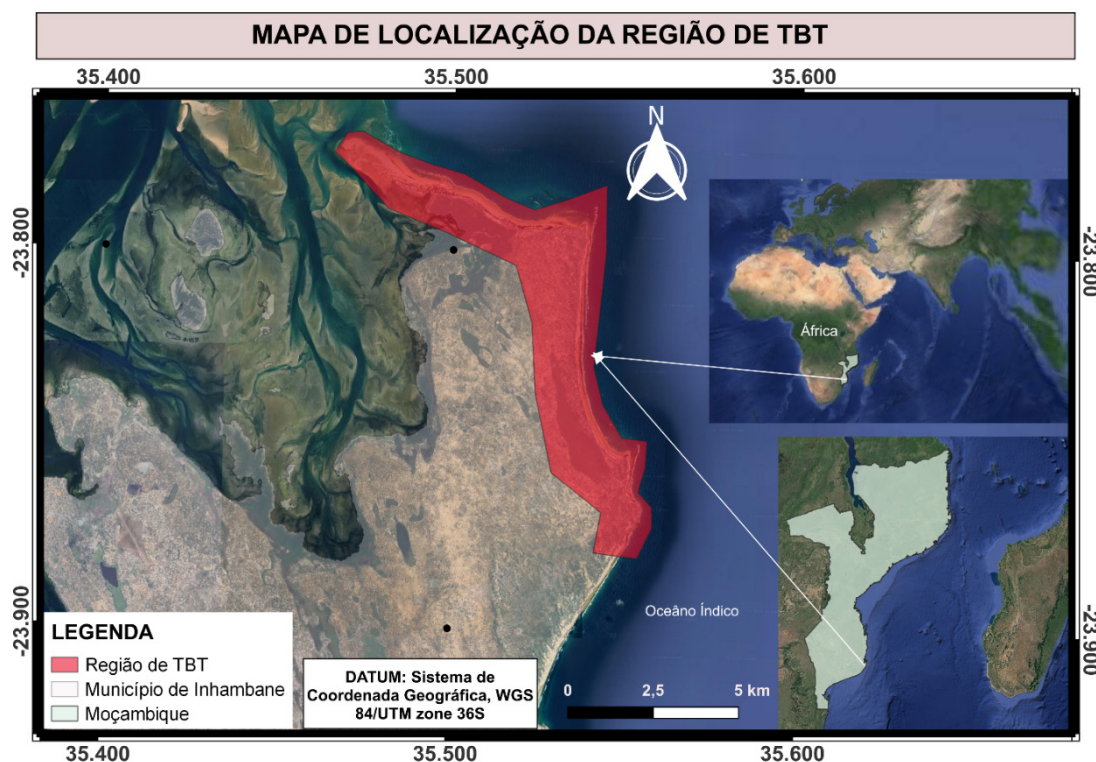 MAPA DE LOCALIZAÇÃO DA REGIÃO DE TBT
35.400
35.500
35.600
N
-23.800
-23.800
África
Oceâno Índico
-23.900
-23.900
LEGENDA
Região de TBT
Município de Inhambane
Moçambique
DATUM: Sistema de
Coordenada Geográfica, WGS
84/UTM zone 36S
0 2,5 5 km
35.400
35.500
35.600